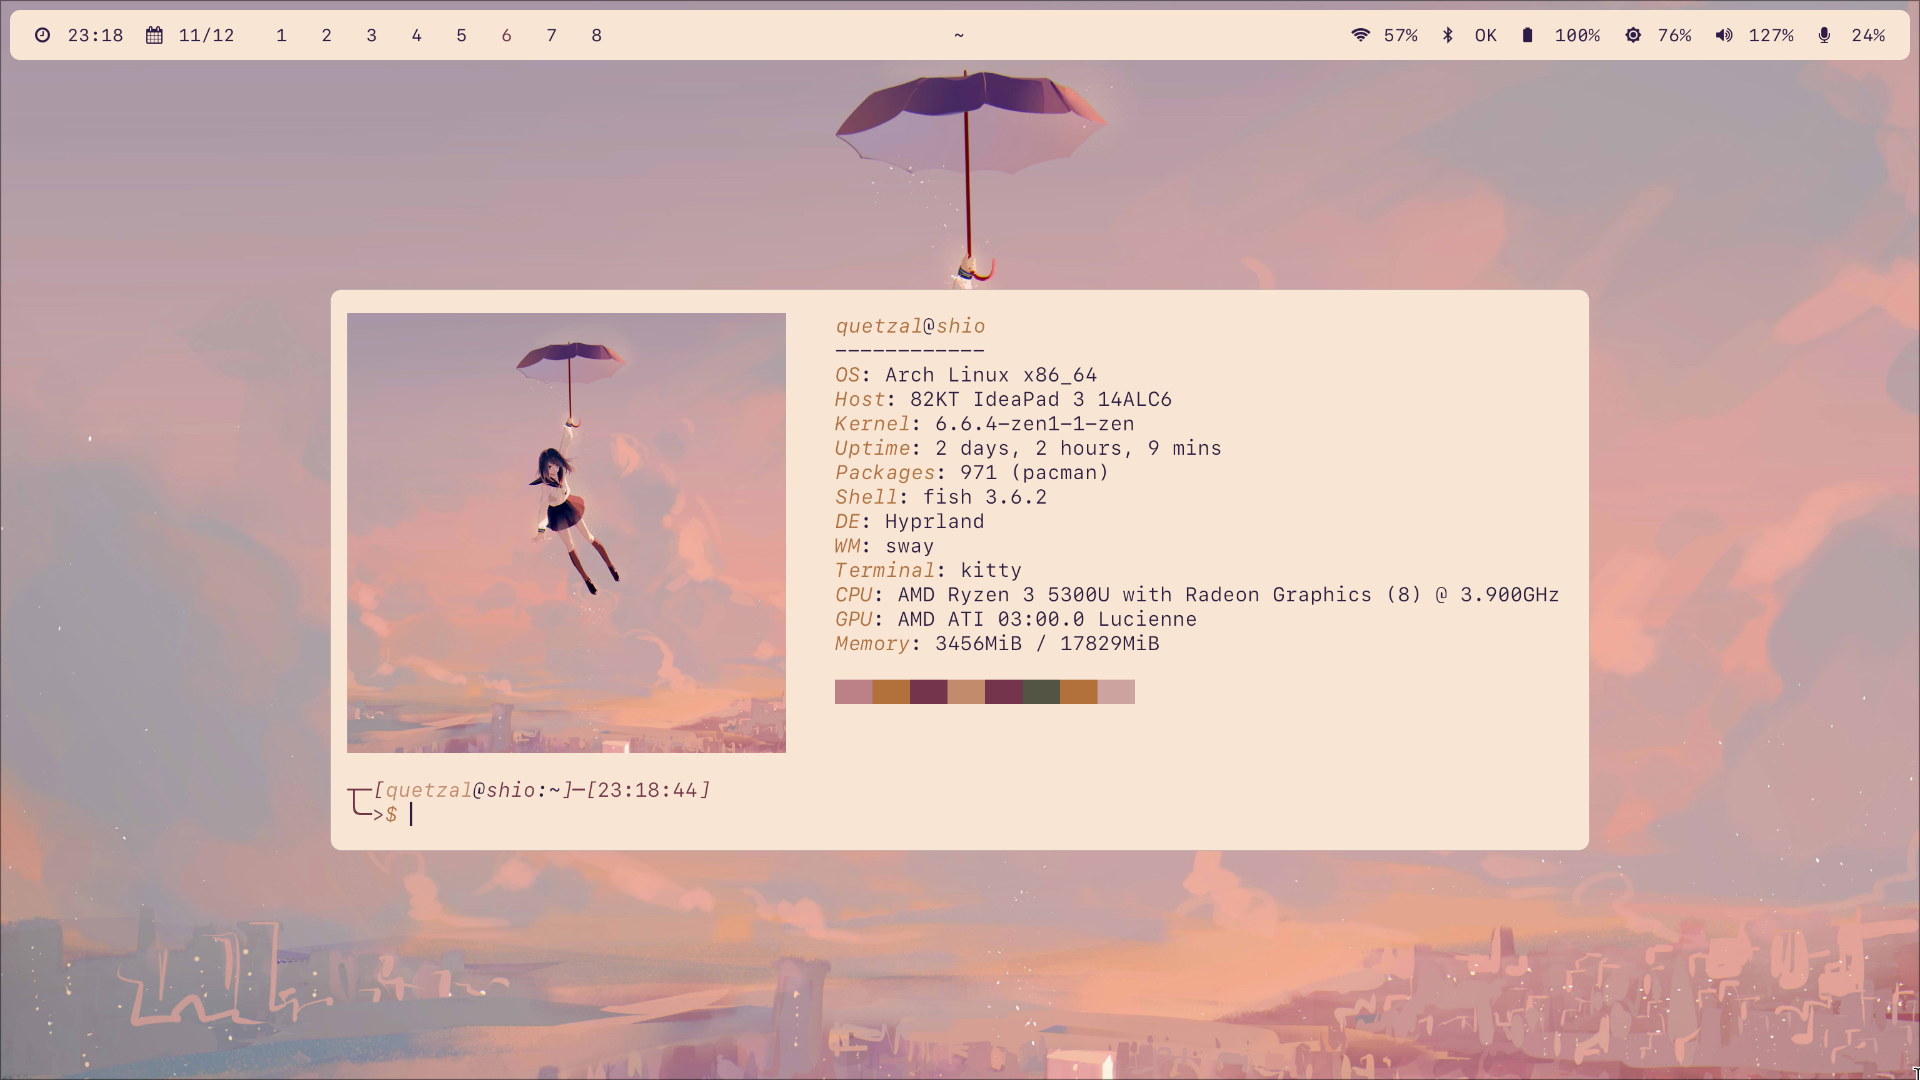 23:18 11/12 1 2 3 4 5 6 7 8 ~ 57% OK 100% 76% 127% 24%
quetzal@shio
------------
OS: Arch Linux x86_64
Host: 82KT IdeaPad 3 14ALC6
Kernel: 6.6.4-zen1-1-zen
Uptime: 2 days, 2 hours, 9 mins
Packages: 971 (pacman)
Shell: fish 3.6.2
DE: Hyprland
WM: sway
Terminal: kitty
CPU: AMD Ryzen 3 5300U with Radeon Graphics (8) @ 3.900GHz
GPU: AMD ATI 03:00.0 Lucienne
Memory: 3456MiB / 17829MiB
┬─[quetzal@shio:~]─[23:18:44]
╰─>$